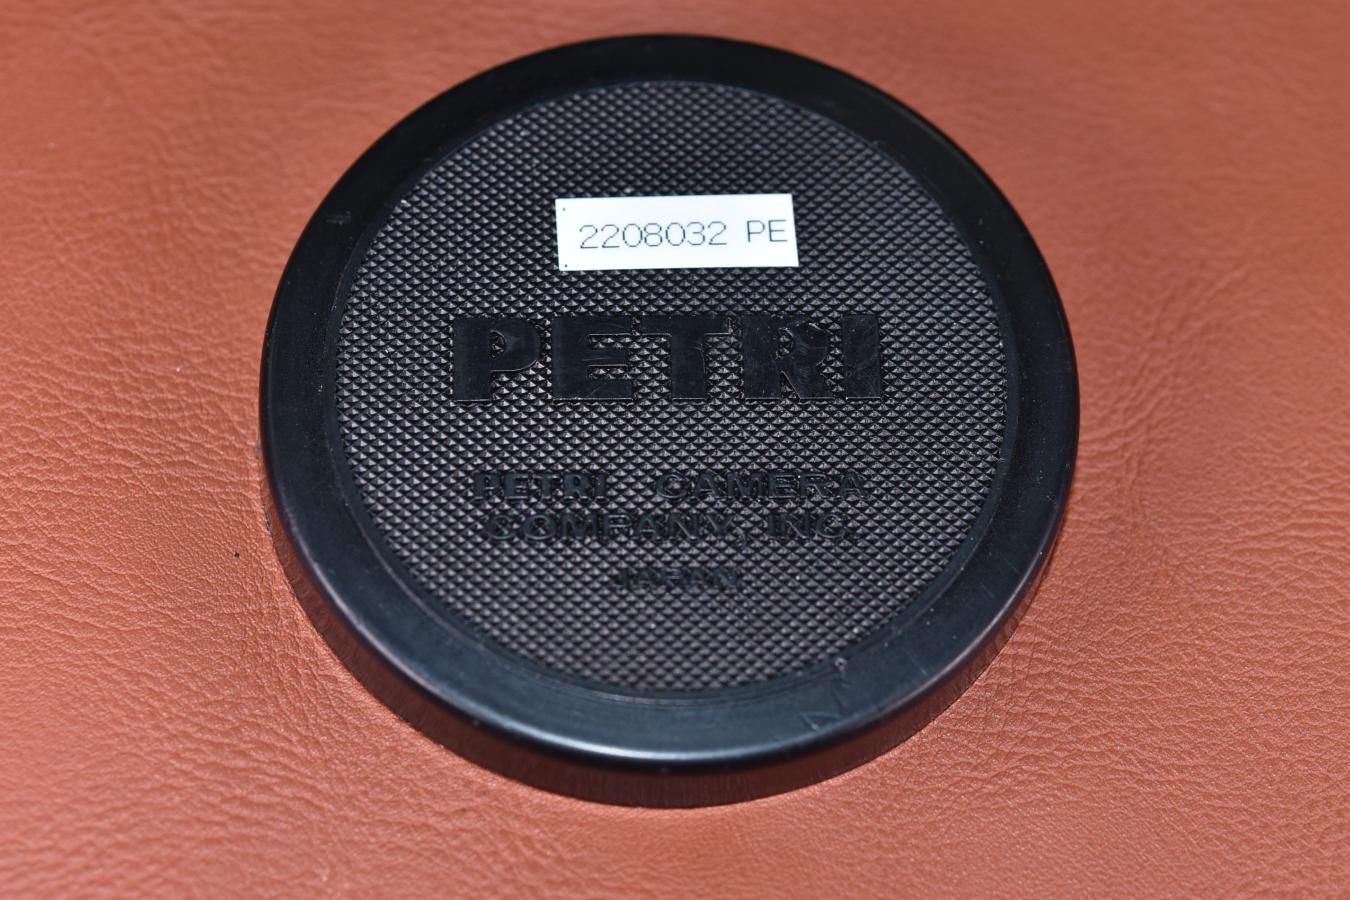 2208032 PE
PETRI
PETRI CAMERA
COMPANY, INC.
JAPAN